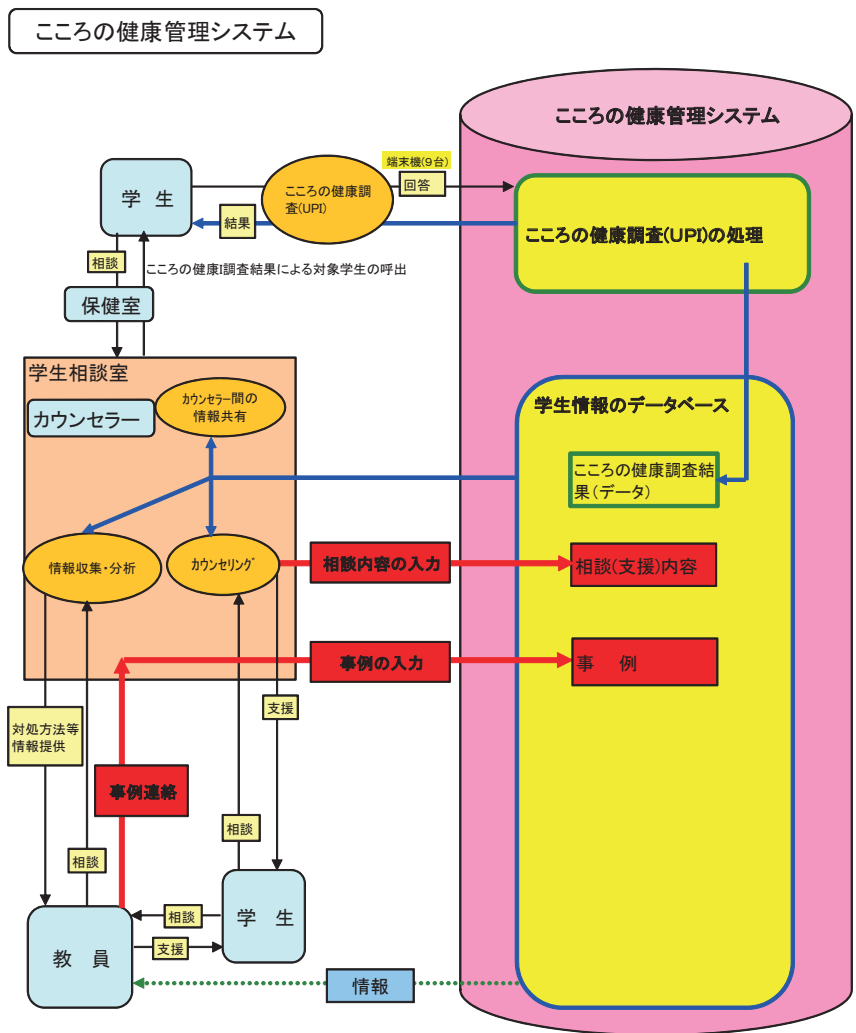 こころの健康管理システム
こころの健康管理システム
端末機(9台)
学 生
こころの健康調
査(UPI)
回答
結果
こころの健康調査(UPI)の処理
相談
こころの健康I調査結果による対象学生の呼出
保健室
学生相談室
カウンセラー
カウンセラー間の
情報共有
学生情報のデータベース
こころの健康調査結
果(データ)
情報収集・分析
カウンセリング
相談内容の入力
相談(支援)内容
事例の入力
事 例
対処方法等
情報提供
支援
事例連絡
相談
相談
学 生
相談
支援
教 員
情報